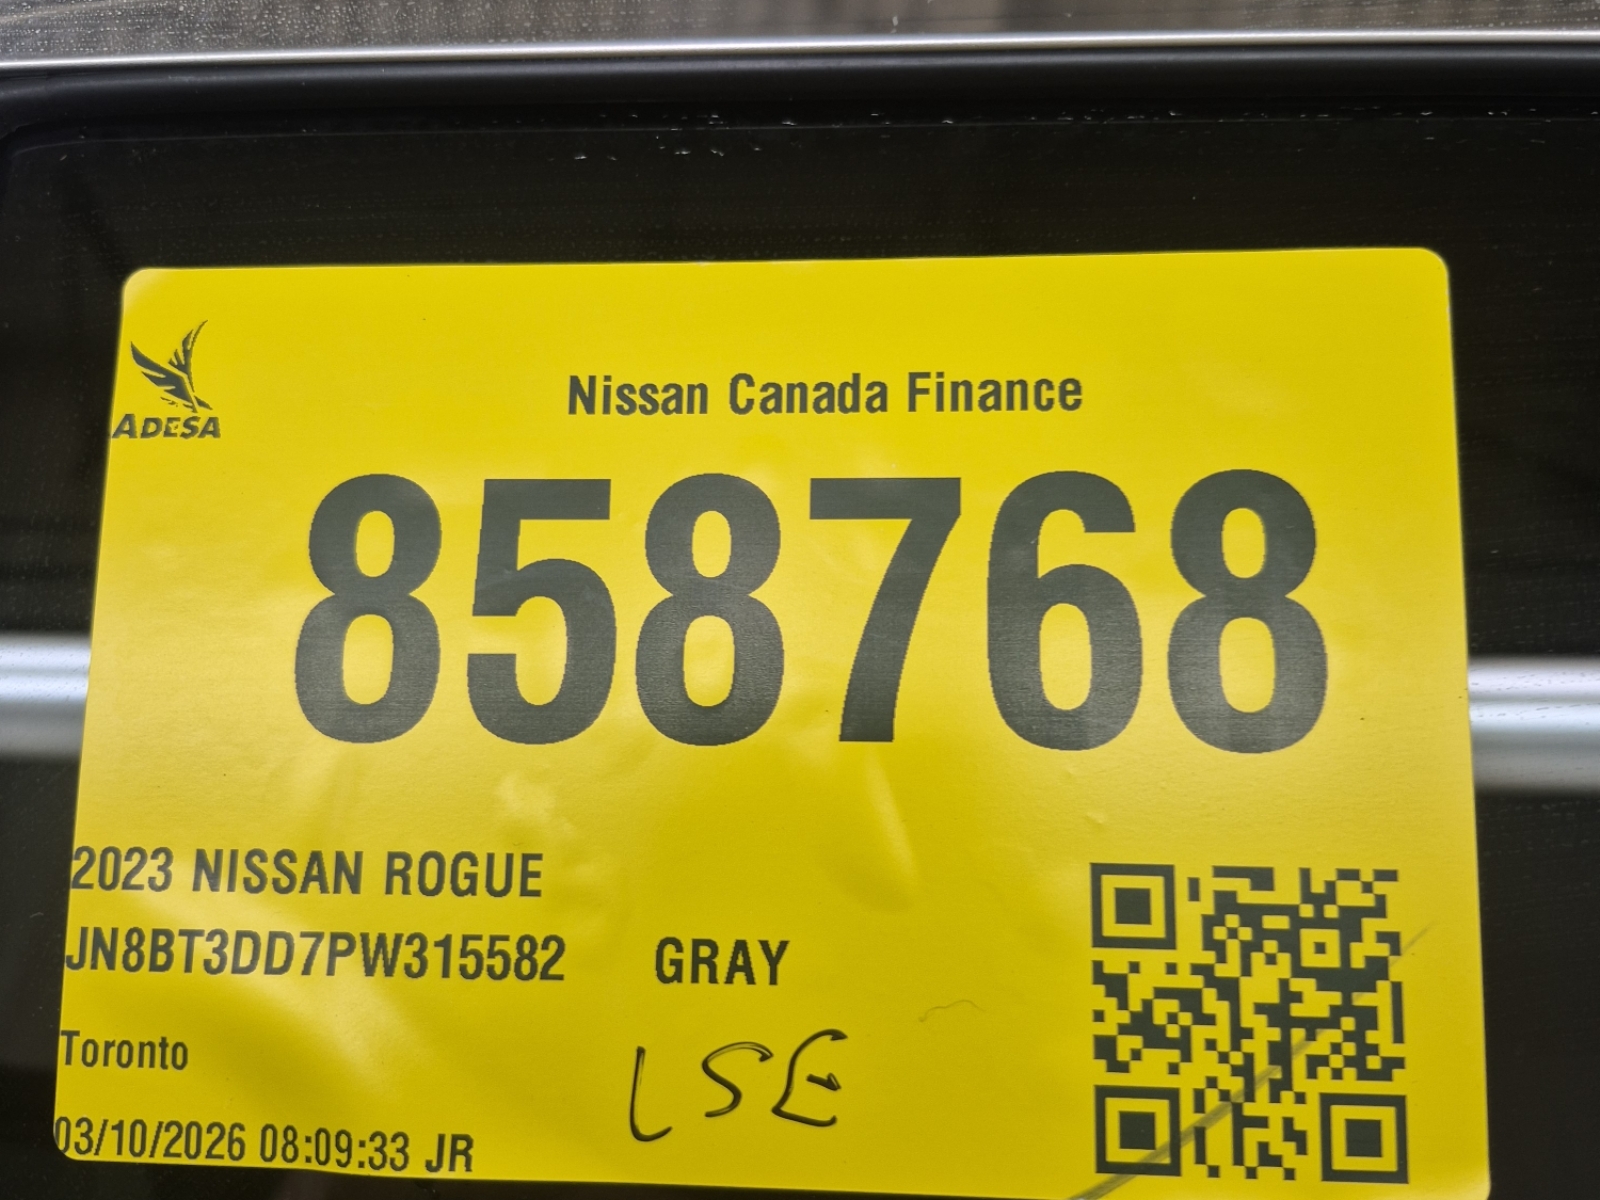 ADESA
Nissan Canada Finance
858768
2023 NISSAN ROGUE
JN8BT3DD7PW315582 GRAY
Toronto
LSE
03/10/2026 08:09:33 JR